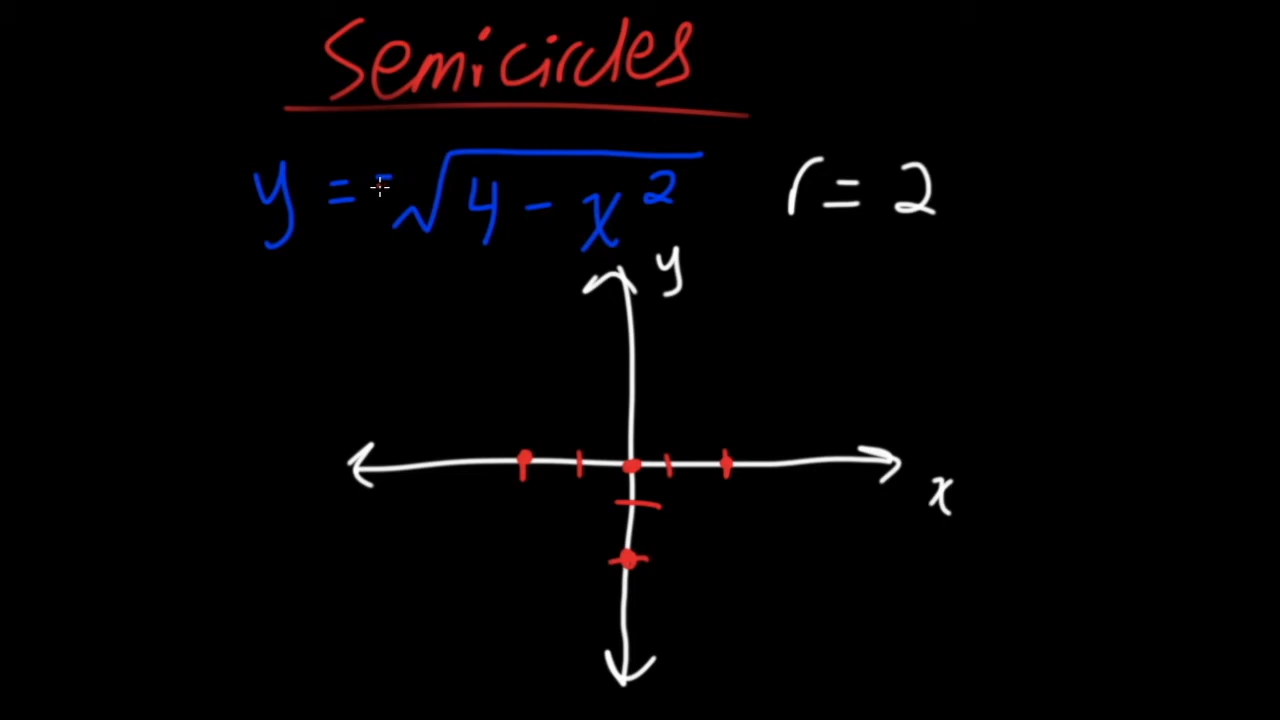 Semicircles
y = -√(4 - x²) r = 2
y
x